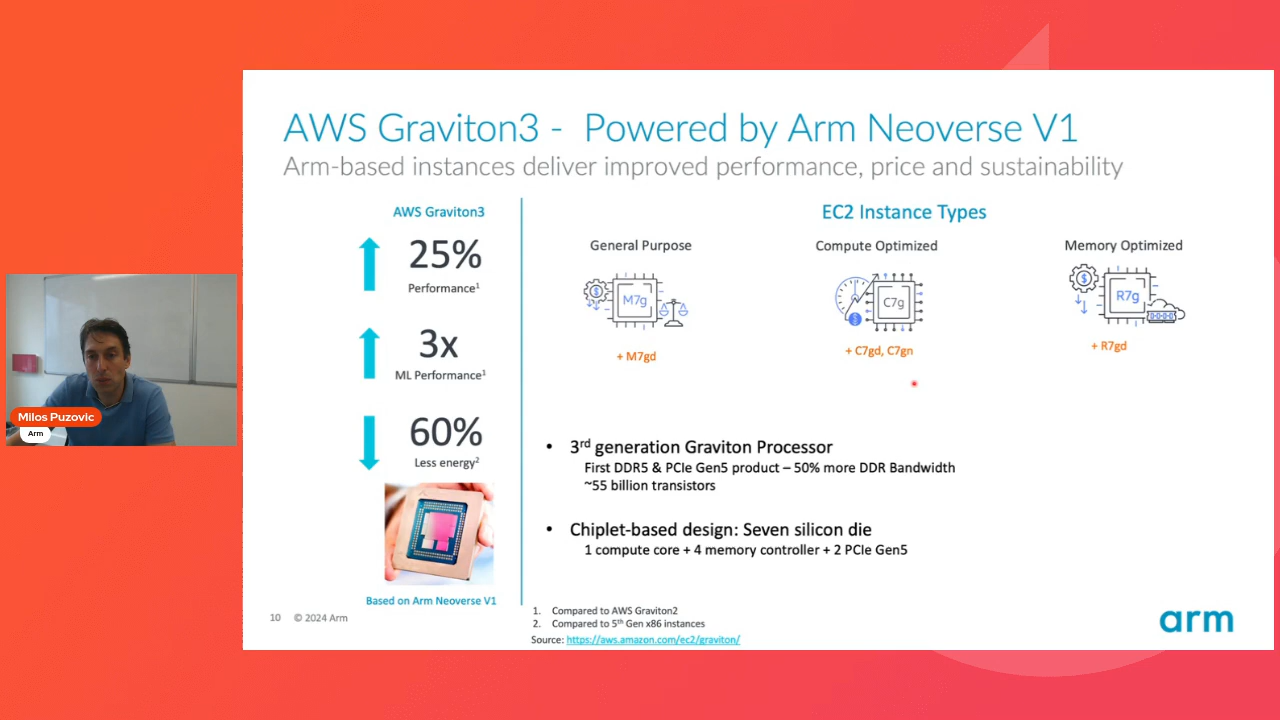 AWS Graviton3 - Powered by Arm Neoverse V1
Arm-based instances deliver improved performance, price and sustainability
AWS Graviton3
25%
Performance1
3x
ML Performance1
60%
Less energy2
Based on Arm Neoverse V1
EC2 Instance Types
General Purpose
M7g
+ M7gd
Compute Optimized
C7g
+ C7gd, C7gn
Memory Optimized
R7g
+ R7gd
• 3rd generation Graviton Processor
First DDR5 & PCIe Gen5 product – 50% more DDR Bandwidth
~55 billion transistors
• Chiplet-based design: Seven silicon die
1 compute core + 4 memory controller + 2 PCIe Gen5
1. Compared to AWS Graviton2
2. Compared to 5th Gen x86 instances
Source: https://aws.amazon.com/ec2/graviton/
10 © 2024 Arm
arm
Milos Puzovic
Arm